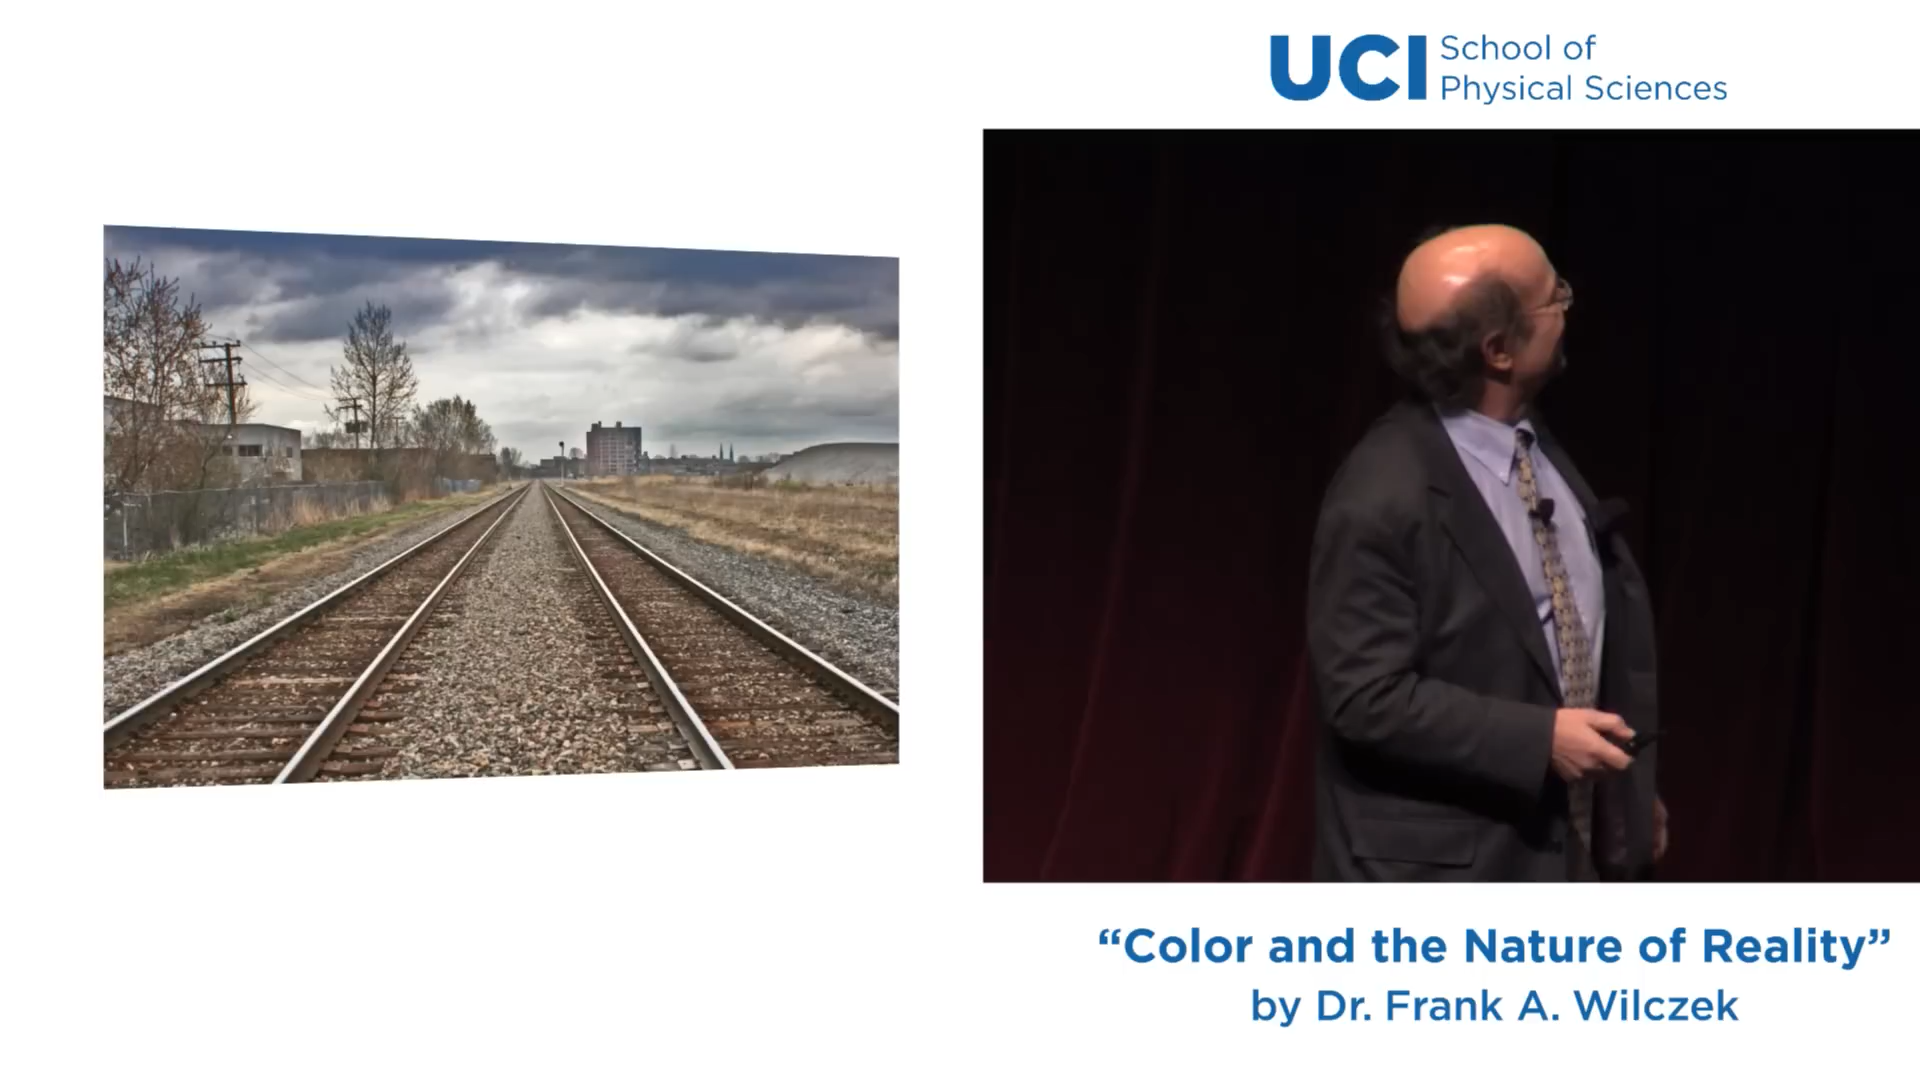 UCI School of
Physical Sciences
“Color and the Nature of Reality”
by Dr. Frank A. Wilczek